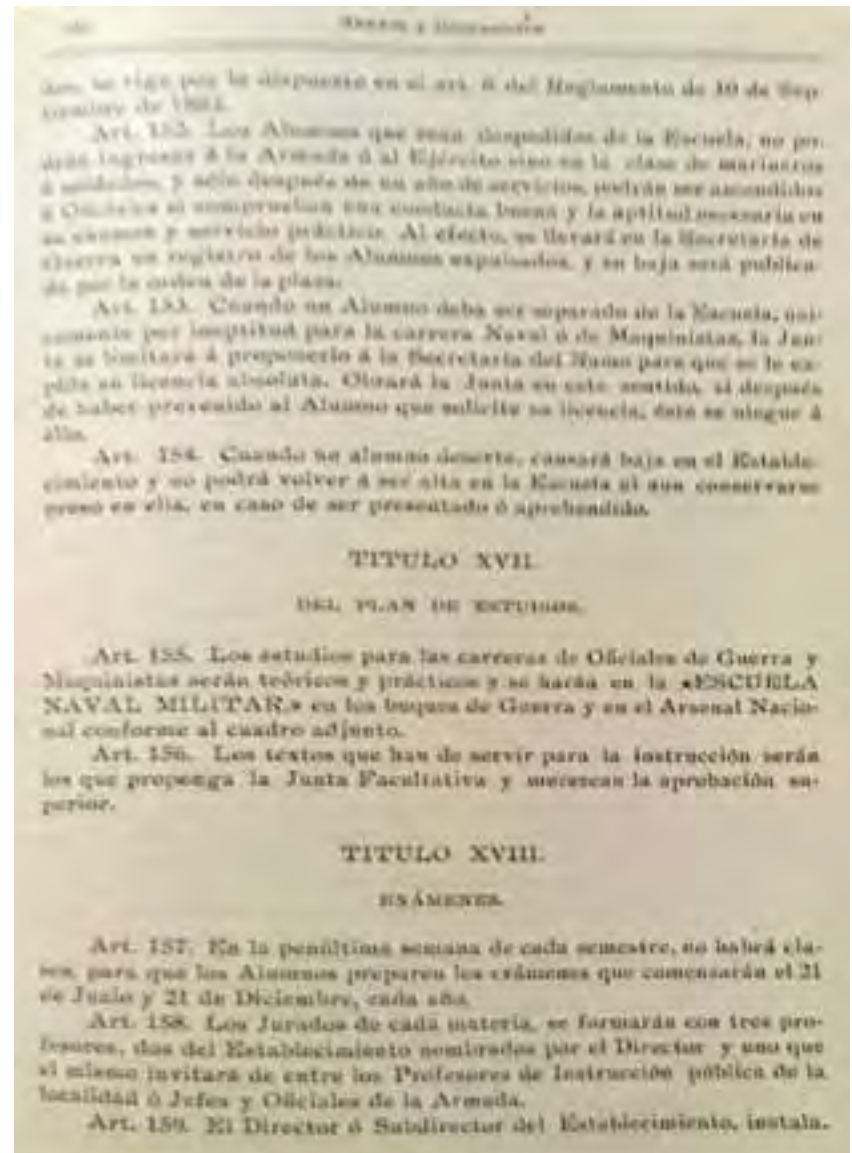 GUERRA Y
se rige por lo dispuesto en el art. 6 del Reglamento de 10 de Sep-
tiembre de
Art. 152. Los Alumnos que sean despedidos de la Escuela, no po-
drán ingresar á la Armada ó al Ejército sino en la clase de marineros
ó soldados, y sólo después de un año de servicios, podrán ser ascendidos
á Oficiales si comprueban una conducta buena y la aptitud necesaria en
su examen y servicio práctico. Al efecto, se llevará en la Secretaría de
Guerra un registro de los Alumnos expulsados, y su baja será publica-
da por la orden de la plaza.
Art. 153. Cuando un Alumno deba ser separado de la Escuela, úni-
camente por ineptitud para la carrera Naval ó de Maquinistas, la Jun-
ta se limitará á proponerlo á la Secretaría del Ramo para que se le ex-
pida su licencia absoluta. Obrará la Junta en este sentido, si después
de haber prevenido al Alumno que solicite su licencia, éste se niegue á
ello.
Art. 154. Cuando un alumno deserte, causará baja en el Estable-
cimiento y no podrá volver á ser alta en la Escuela ni aun conservarse
preso en ella, en caso de ser presentado ó aprehendido.
TITULO XVII.
DEL PLAN DE ESTUDIOS.
Art. 155. Los estudios para las carreras de Oficiales de Guerra y
Maquinistas serán teóricos y prácticos y se harán en la «ESCUELA
NAVAL MILITAR,» en los buques de Guerra y en el Arsenal Nacio-
nal conforme al cuadro adjunto.
Art. 156. Los textos que han de servir para la instrucción serán
los que proponga la Junta Facultativa y merezcan la aprobación su-
perior.
TITULO XVIII.
EXÁMENES.
Art. 157. En la penúltima semana de cada semestre, no habrá cla-
ses, para que los Alumnos preparen los exámenes que comenzarán el 21
de Junio y 21 de Diciembre, cada año.
Art. 158. Los Jurados de cada materia, se formarán con tres pro-
fesores, dos del Establecimiento nombrados por el Director y uno que
el mismo invitará de entre los Profesores de Instrucción pública de la
localidad ó Jefes y Oficiales de la Armada.
Art. 159. El Director ó Subdirector del Establecimiento, instala-